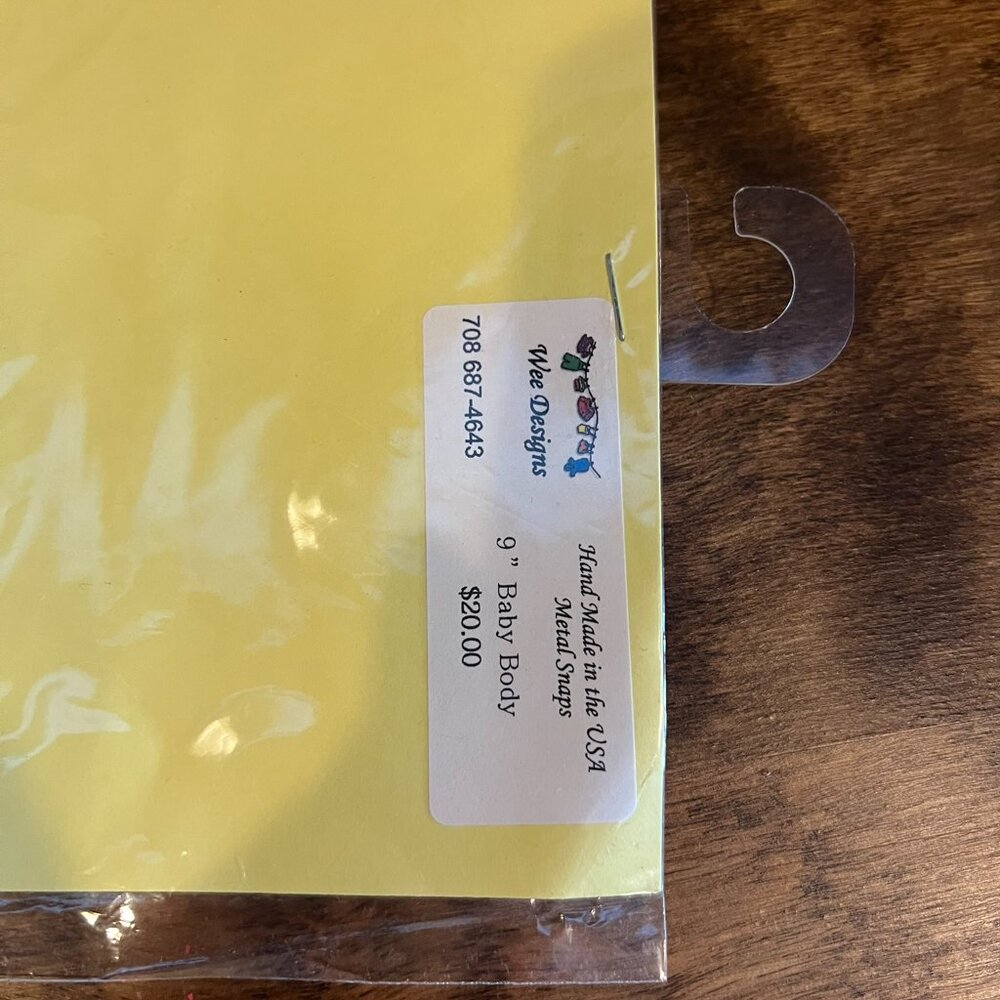 Wee Designs
708 687-4643
Hand Made in the USA
Metal Snaps
9" Baby Body
$20.00